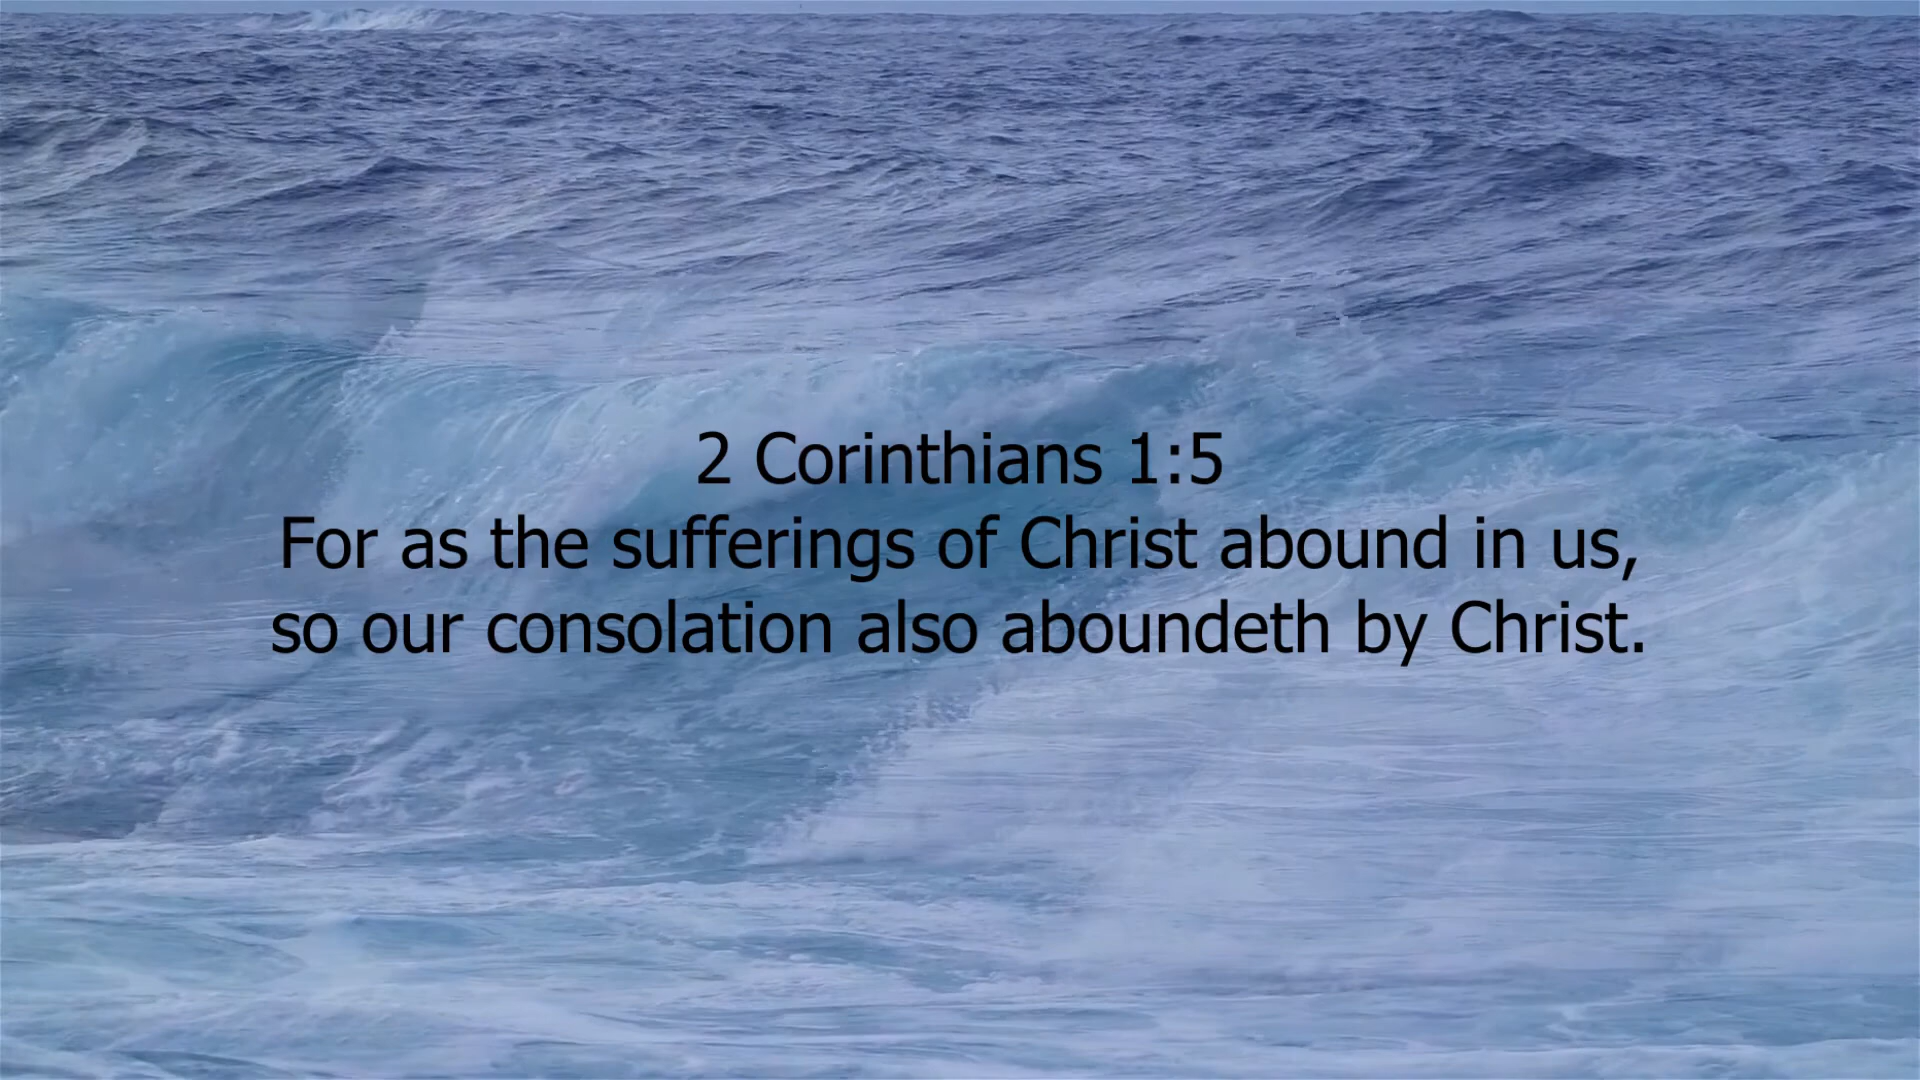 2 Corinthians 1:5
For as the sufferings of Christ abound in us,
so our consolation also aboundeth by Christ.